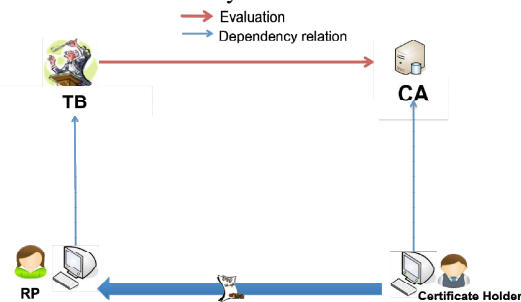 Evaluation
Dependency relation
TB
CA
RP
Certificate Holder